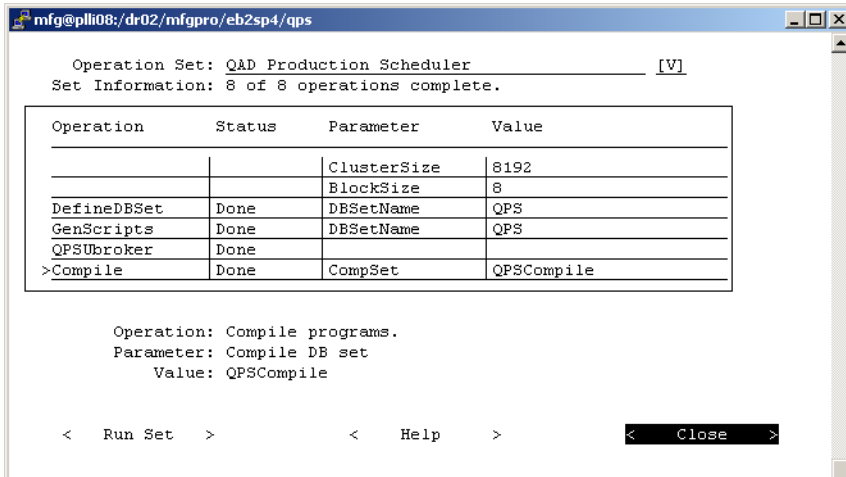 mfg@plli08:/dr02/mfgpro/eb2sp4/qps
Operation Set: QAD Production Scheduler [V]
Set Information: 8 of 8 operations complete.
Operation Status Parameter Value
ClusterSize 8192
BlockSize 8
DefineDBSet Done DBSetName QPS
GenScripts Done DBSetName QPS
QPSUbroker Done
>Compile Done CompSet QPSCompile
Operation: Compile programs.
Parameter: Compile DB set
Value: QPSCompile
< Run Set > < Help > < Close >